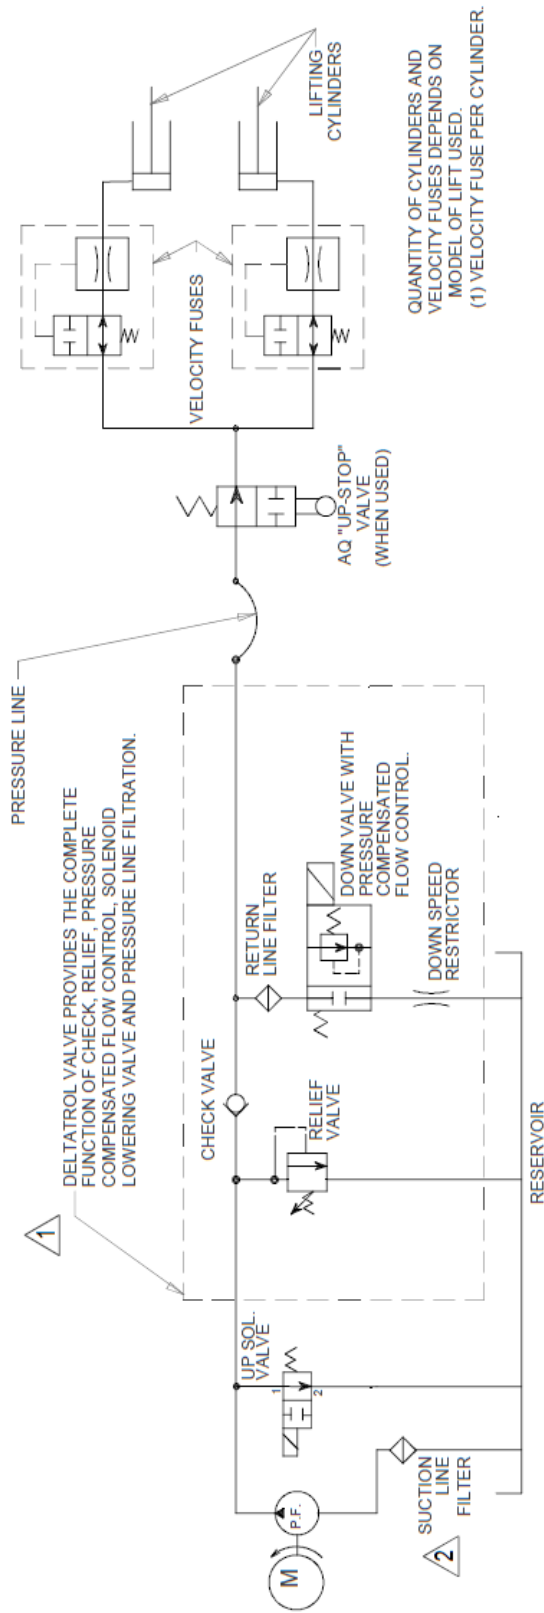 PRESSURE LINE
1
DELTATROL VALVE PROVIDES THE COMPLETE
FUNCTION OF CHECK, RELIEF, PRESSURE
COMPENSATED FLOW CONTROL, SOLENOID
LOWERING VALVE AND PRESSURE LINE FILTRATION.
LIFTING
CYLINDERS
VELOCITY FUSES
QUANTITY OF CYLINDERS AND
VELOCITY FUSES DEPENDS ON
MODEL OF LIFT USED.
(1) VELOCITY FUSE PER CYLINDER.
AQ "UP-STOP"
VALVE
(WHEN USED)
CHECK VALVE
RETURN
LINE FILTER
DOWN VALVE WITH
PRESSURE
COMPENSATED
FLOW CONTROL.
DOWN SPEED
RESTRICTOR
RELIEF
VALVE
UP SOL.
VALVE
1
2
M
P.F.
SUCTION
LINE
FILTER
2
RESERVOIR